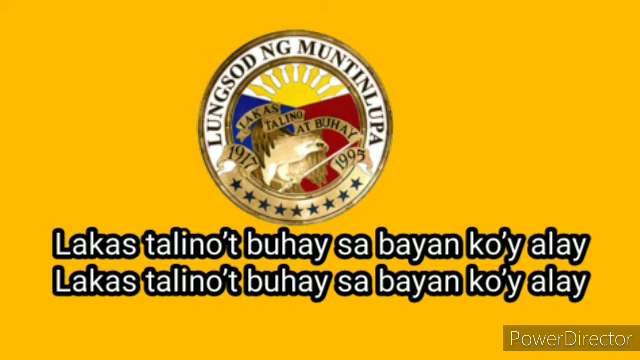 LUNGSOD NG MUNTINLUPA
LAKAS
TALINO
AT BUHAY
1917
1995
Lakas talino't buhay sa bayan ko'y alay
Lakas talino't buhay sa bayan ko'y alay
PowerDirector